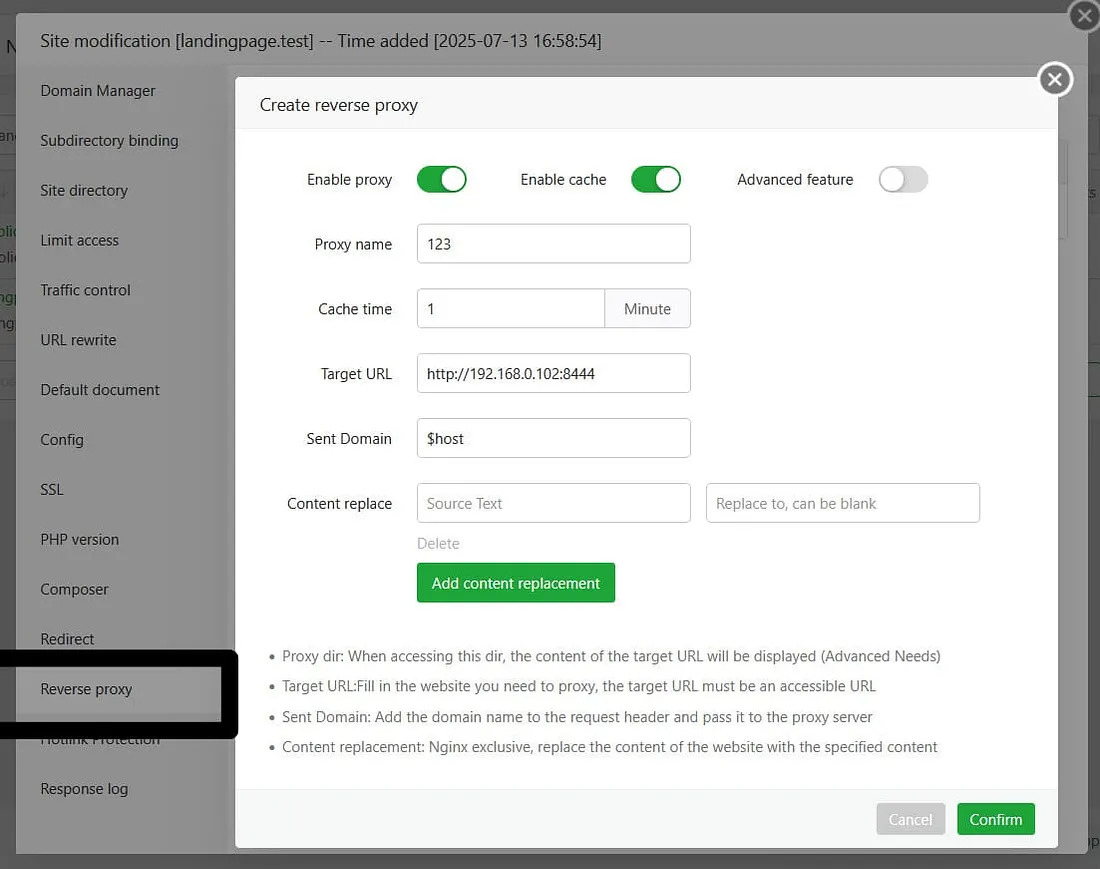 Site modification [landingpage.test] -- Time added [2025-07-13 16:58:54]
Domain Manager
Subdirectory binding
Site directory
Limit access
Traffic control
URL rewrite
Default document
Config
SSL
PHP version
Composer
Redirect
Reverse proxy
Hotlink Protection
Response log
Create reverse proxy
Enable proxy Enable cache Advanced feature
Proxy name 123
Cache time 1 Minute
Target URL http://192.168.0.102:8444
Sent Domain $host
Content replace Source Text Replace to, can be blank
Delete
Add content replacement
• Proxy dir: When accessing this dir, the content of the target URL will be displayed (Advanced Needs)
• Target URL:Fill in the website you need to proxy, the target URL must be an accessible URL
• Sent Domain: Add the domain name to the request header and pass it to the proxy server
• Content replacement: Nginx exclusive, replace the content of the website with the specified content
Cancel Confirm